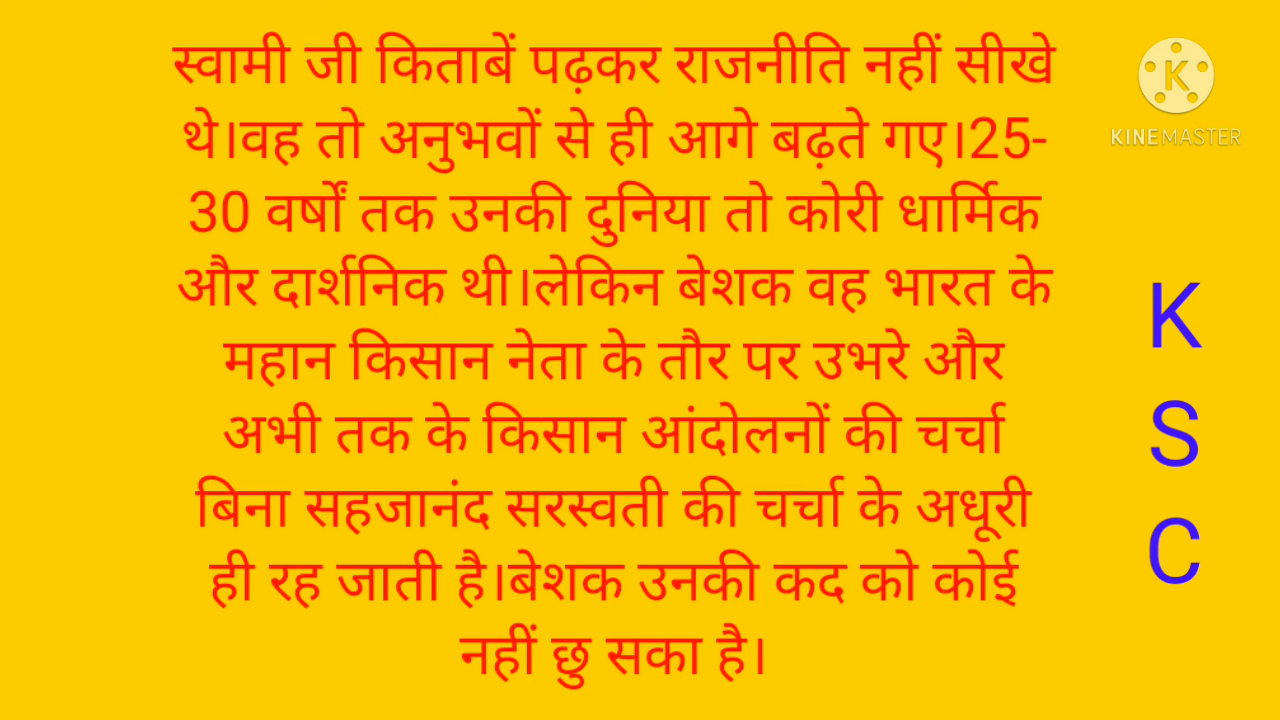 स्वामी जी किताबें पढ़कर राजनीति नहीं सीखे
थे।वह तो अनुभवों से ही आगे बढ़ते गए।25-
30 वर्षों तक उनकी दुनिया तो कोरी धार्मिक
और दार्शनिक थी।लेकिन बेशक वह भारत के
महान किसान नेता के तौर पर उभरे और
अभी तक के किसान आंदोलनों की चर्चा
बिना सहजानंद सरस्वती की चर्चा के अधूरी
ही रह जाती है।बेशक उनकी कद को कोई
नहीं छु सका है।
K
KINEMASTER
K
S
C